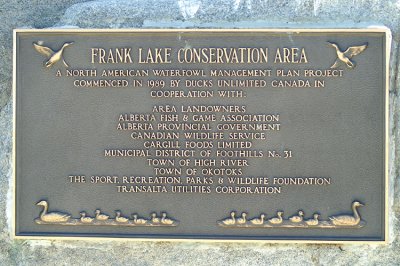 FRANK LAKE CONSERVATION AREA
A NORTH AMERICAN WATERFOWL MANAGEMENT PLAN PROJECT
COMMENCED IN 1989 BY DUCKS UNLIMITED CANADA IN
COOPERATION WITH:
AREA LANDOWNERS
ALBERTA FISH & GAME ASSOCIATION
ALBERTA PROVINCIAL GOVERNMENT
CANADIAN WILDLIFE SERVICE
CARGILL FOODS LIMITED
MUNICIPAL DISTRICT OF FOOTHILLS No. 31
TOWN OF HIGH RIVER
TOWN OF OKOTOKS
THE SPORT, RECREATION, PARKS & WILDLIFE FOUNDATION
TRANSALTA UTILITIES CORPORATION